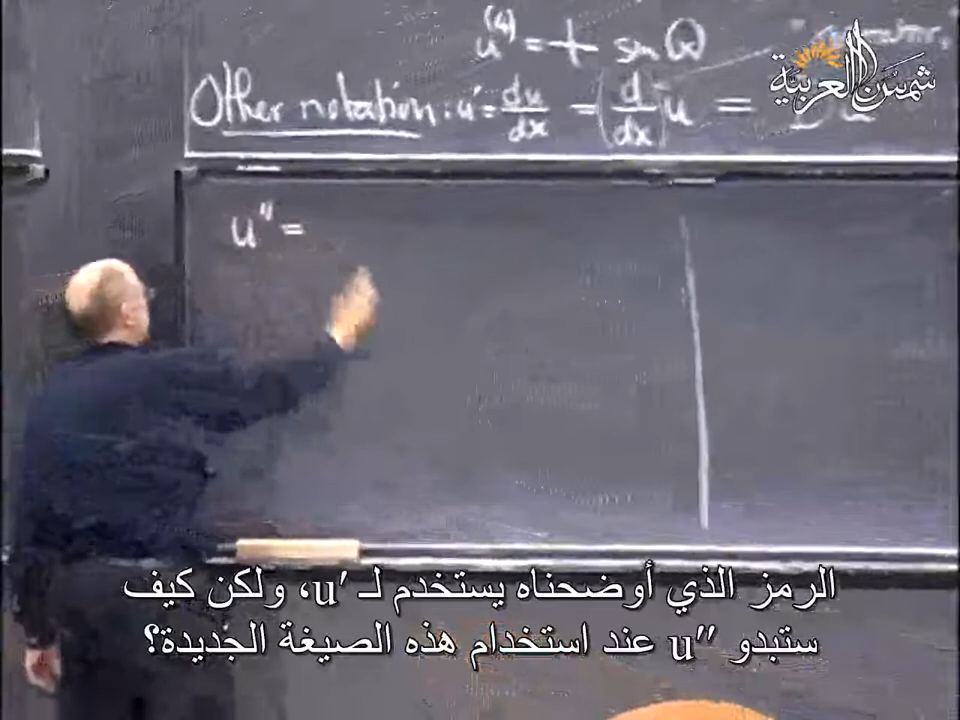 u⁽⁴⁾ = + sin
شمس العربية
Other notation: u' = du/dx = (d/dx) u =
u'' =
الرمز الذي أوضحناه يستخدم لـ u′، ولكن كيف
ستبدو u′′ عند استخدام هذه الصيغة الجديدة؟